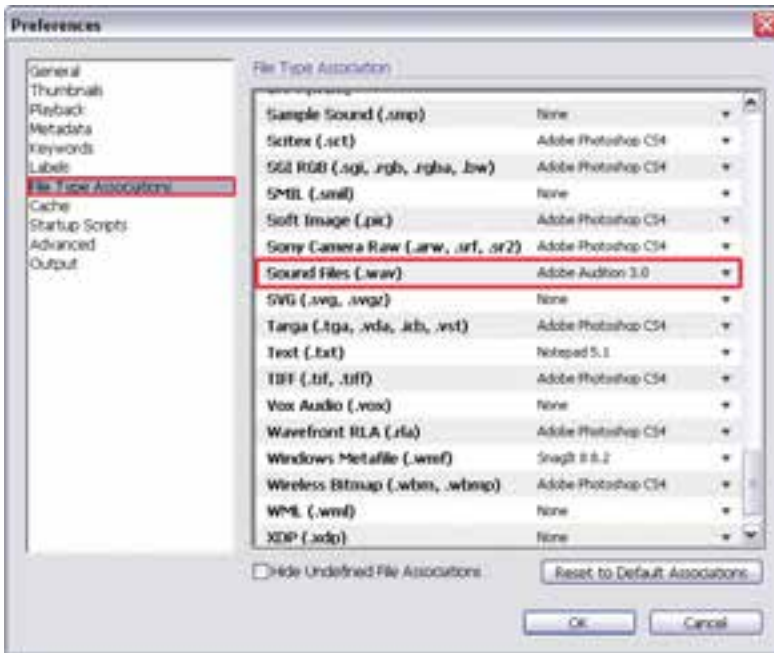 Preferences
General
Thumbnails
Playback
Metadata
Keywords
Labels
File Type Associations
Cache
Startup Scripts
Advanced
Output
File Type Association
Sample Sound (.smp) None
Scitex (.sct) Adobe Photoshop CS4
SGI RGB (.sgi, .rgb, .rgba, .bw) Adobe Photoshop CS4
SMIL (.smil) None
Soft Image (.pic) Adobe Photoshop CS4
Sony Camera Raw (.arw, .srf, .sr2) Adobe Photoshop CS4
Sound Files (.wav) Adobe Audition 3.0
SVG (.svg, .svgz) None
Targa (.tga, .vda, .icb, .vst) Adobe Photoshop CS4
Text (.txt) Notepad 5.1
TIFF (.tif, .tiff) Adobe Photoshop CS4
Vox Audio (.vox) None
Wavefront RLA (.rla) Adobe Photoshop CS4
Windows Metafile (.wmf) SnagIt 8.0.2
Wireless Bitmap (.wbm, .wbmp) Adobe Photoshop CS4
WML (.wml) None
XDP (.xdp) None
Hide Undefined File Associations
Reset to Default Associations
OK
Cancel